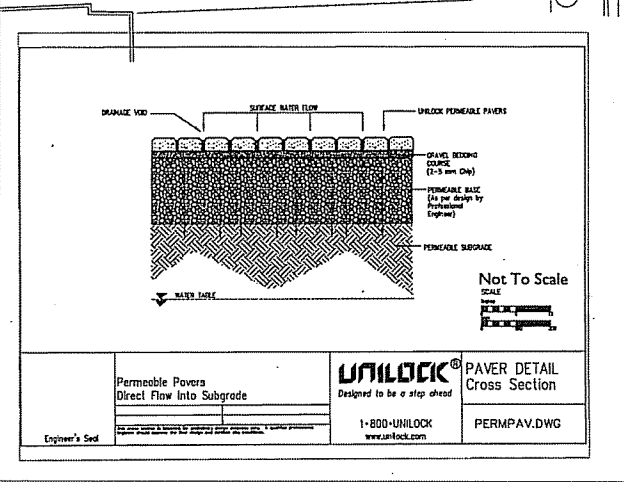 DRAINAGE VOID
SURFACE WATER FLOW
UNILOCK PERMEABLE PAVERS
GRAVEL BEDDING
COURSE
(2-5 mm Chip)
PERMEABLE BASE
(As per design by
Professional
Engineer)
PERMEABLE SUBGRADE
WATER TABLE
Not To Scale
SCALE
Permeable Pavers
Direct Flow Into Subgrade
Engineer's Seal
UNILOCK®
Designed to be a step ahead
1•800•UNILOCK
www.unilock.com
PAVER DETAIL
Cross Section
PERMPAV.DWG